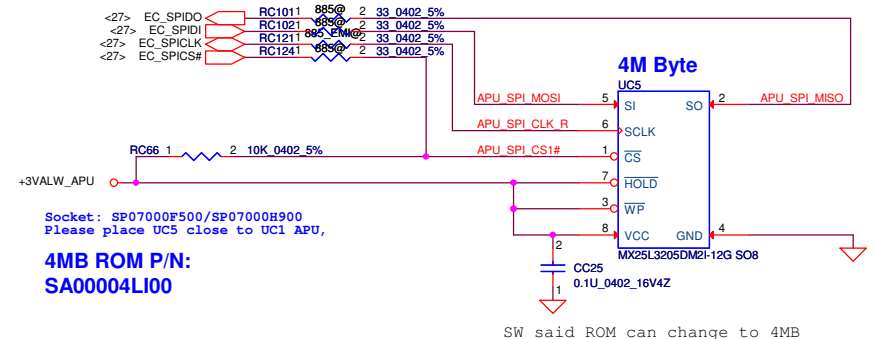 <27> EC_SPIDO RC101 1 885@ 2 33_0402_5%
<27> EC_SPIDI RC102 1 885@ 2 33_0402_5%
<27> EC_SPICLK RC121 1 885_EMI@ 2 33_0402_5%
<27> EC_SPICS# RC124 1 885@ 2 33_0402_5%
4M Byte
UC5
APU_SPI_MOSI 5 SI SO 2 APU_SPI_MISO
APU_SPI_CLK_R 6 SCLK
RC66 1 2 10K_0402_5% APU_SPI_CS1# 1 CS
+3VALW_APU 7 HOLD
3 WP
8 VCC GND 4
MX25L3205DM2I-12G SO8
Socket: SP07000F500/SP07000H900
Please place UC5 close to UC1 APU,
4MB ROM P/N:
SA00004LI00
2
CC25
0.1U_0402_16V4Z
1
SW said ROM can change to 4MB